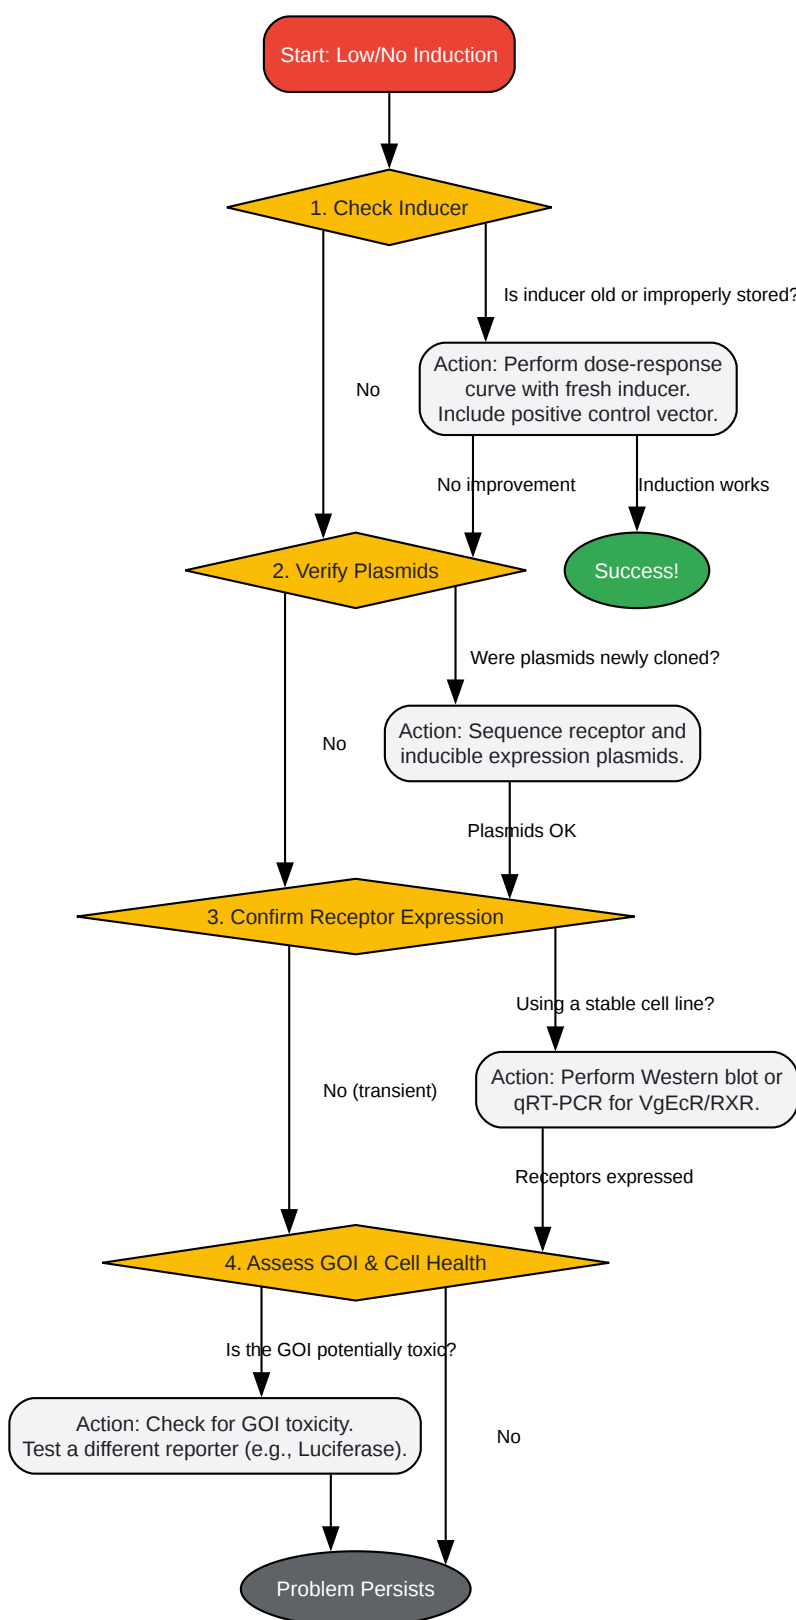 Start: Low/No Induction
1. Check Inducer
Is inducer old or improperly stored?
Action: Perform dose-response
curve with fresh inducer.
Include positive control vector.
No
No improvement
Induction works
2. Verify Plasmids
Success!
Were plasmids newly cloned?
Action: Sequence receptor and
inducible expression plasmids.
No
Plasmids OK
3. Confirm Receptor Expression
Using a stable cell line?
Action: Perform Western blot or
qRT-PCR for VgEcR/RXR.
No (transient)
Receptors expressed
4. Assess GOI & Cell Health
Is the GOI potentially toxic?
Action: Check for GOI toxicity.
Test a different reporter (e.g., Luciferase).
No
Problem Persists